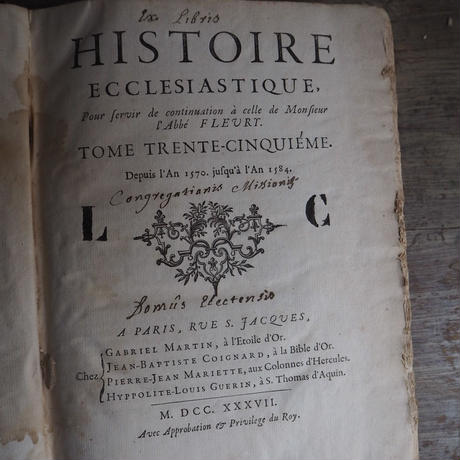 Ex Libris
HISTOIRE
ECCLESIASTIQUE,
Pour servir de continuation à celle de Monsieur
l'Abbé FLEURY.
TOME TRENTE-CINQUIÉME.
Depuis l'An 1570. jusqu'à l'An 1584.
Congregationis Missionis
L C
Domûs Electensis
A PARIS, RUE S. JACQUES,
Chez
GABRIEL MARTIN, à l'Etoile d'Or.
JEAN-BAPTISTE COIGNARD, à la Bible d'Or.
PIERRE-JEAN MARIETTE, aux Colonnes d'Hercules.
HYPPOLITE-LOUIS GUERIN, à S. Thomas d'Aquin.
M. DCC. XXXVII.
Avec Approbation & Privilege du Roy.